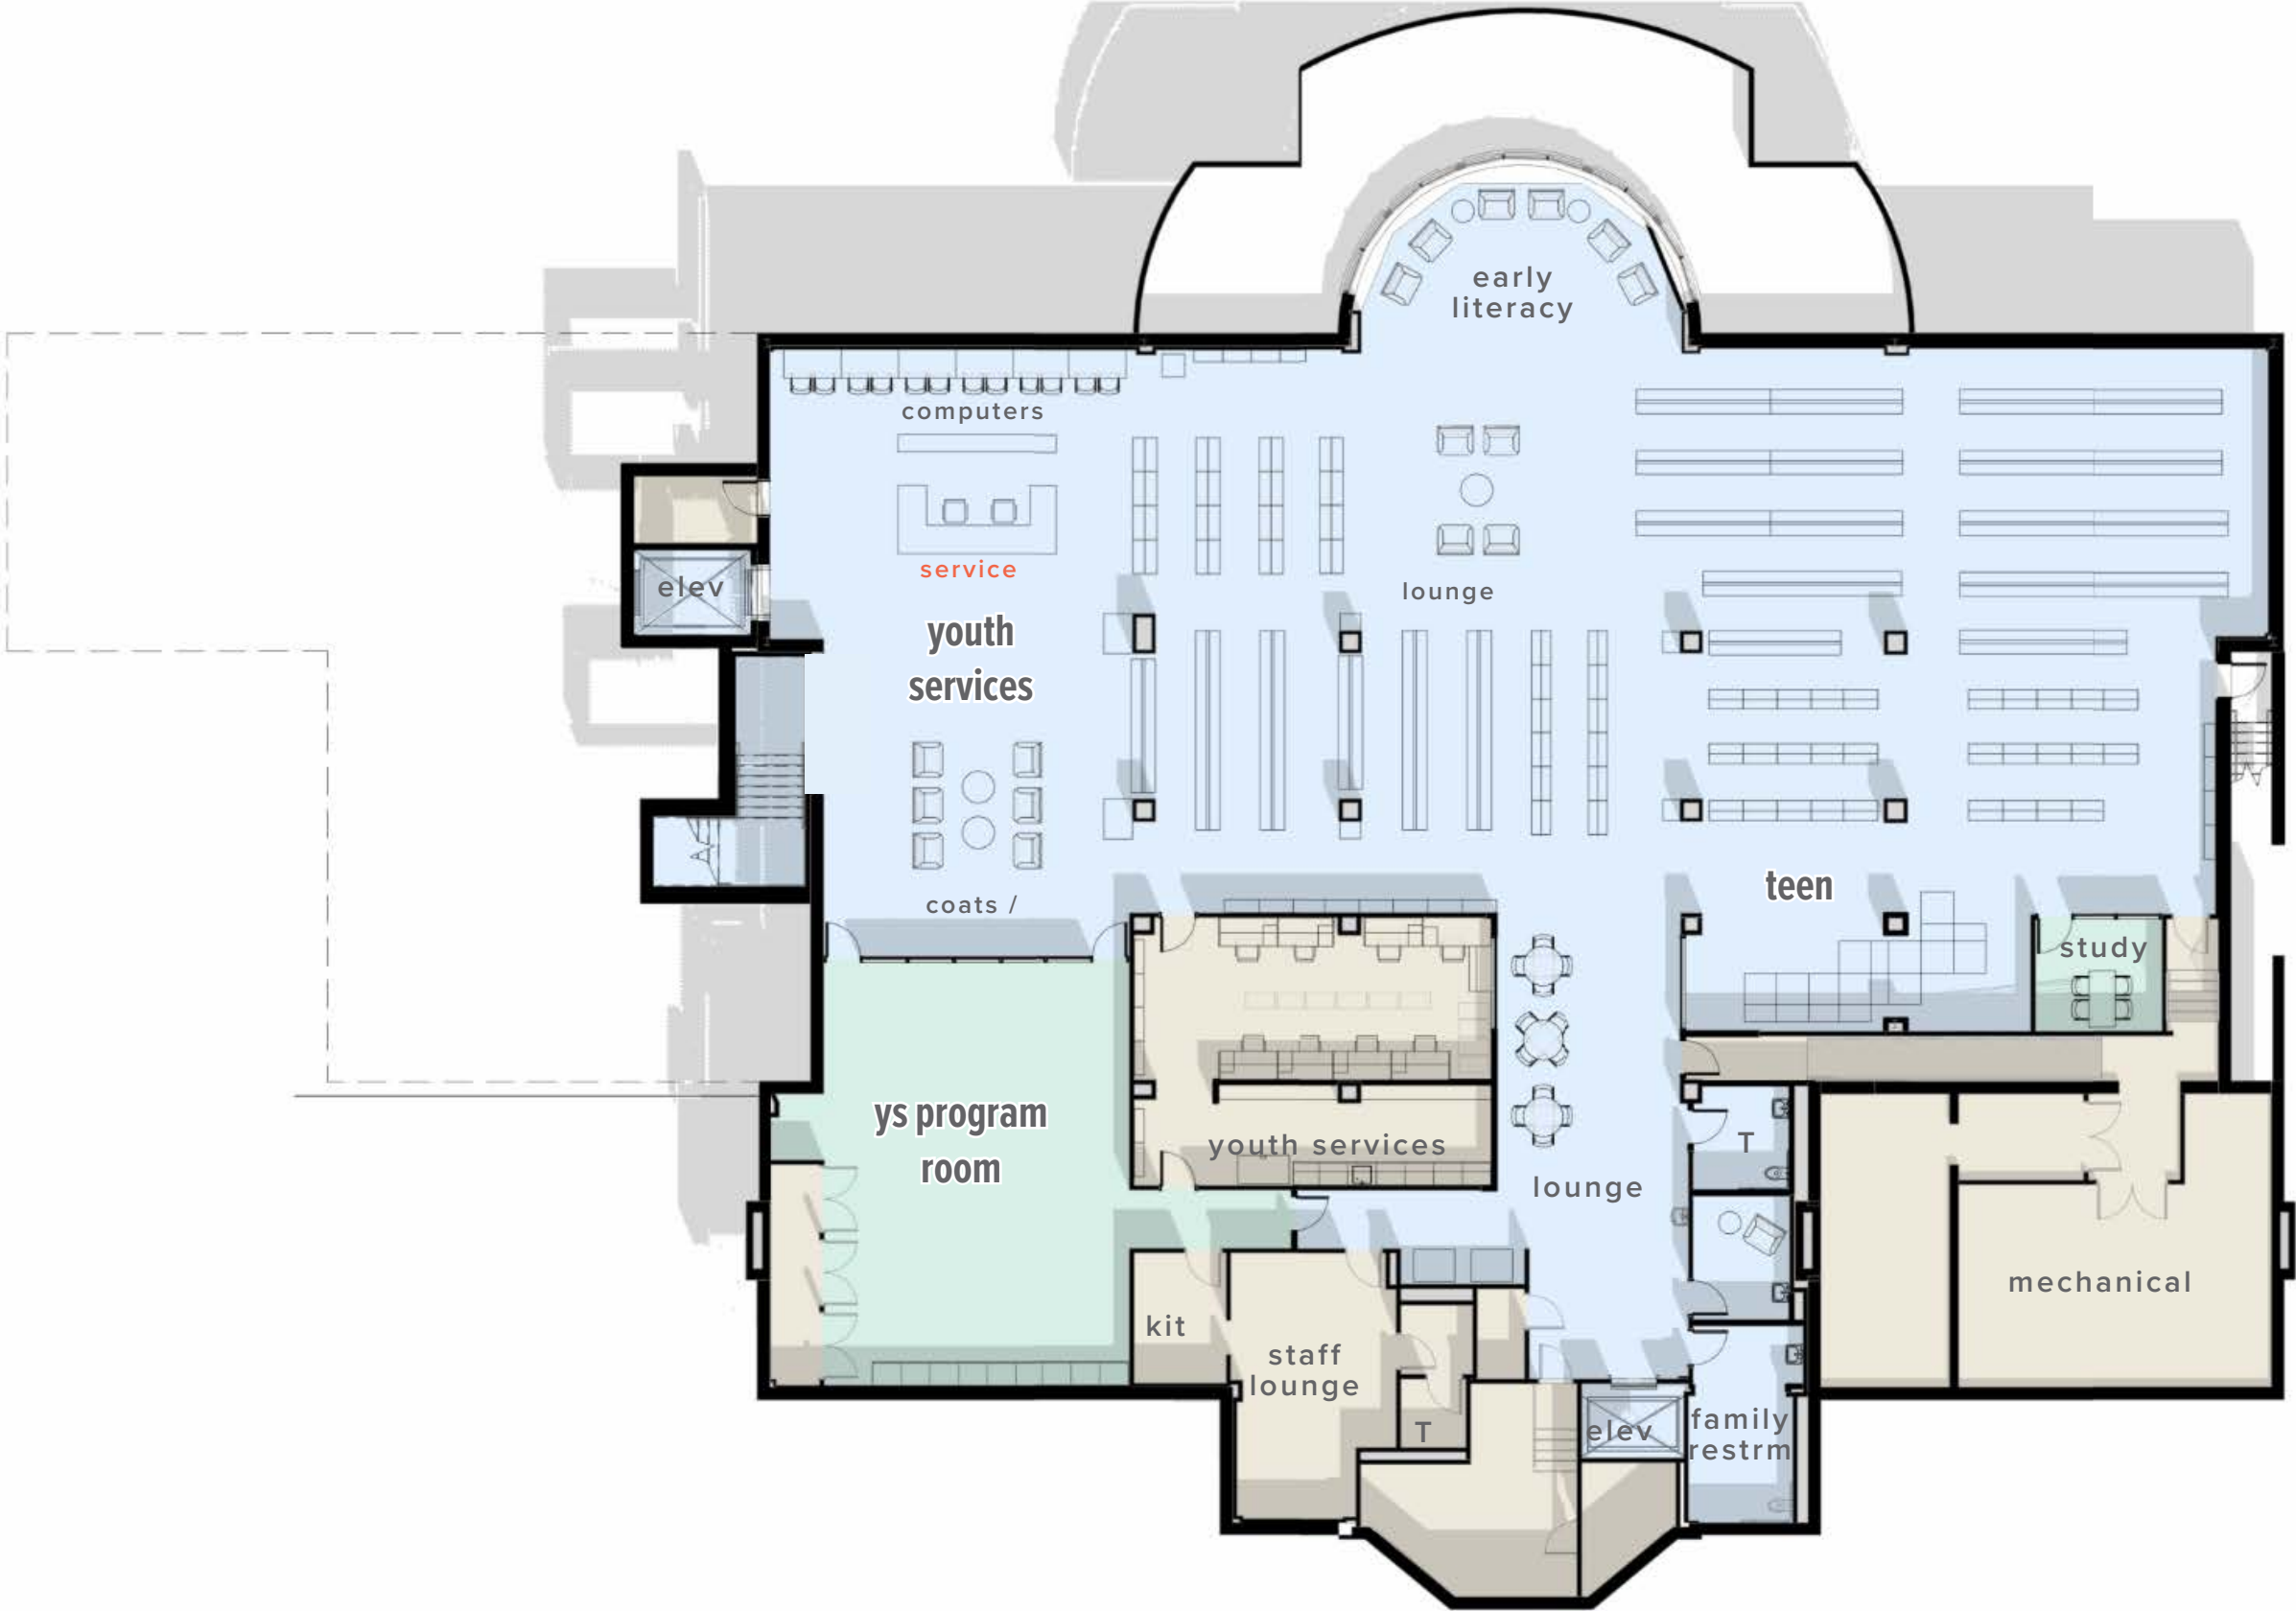 early
literacy
computers
service
elev
lounge
youth
services
teen
coats /
study
ys program
room
youth services
T
lounge
mechanical
kit
staff
lounge
T
elev
family
restrm